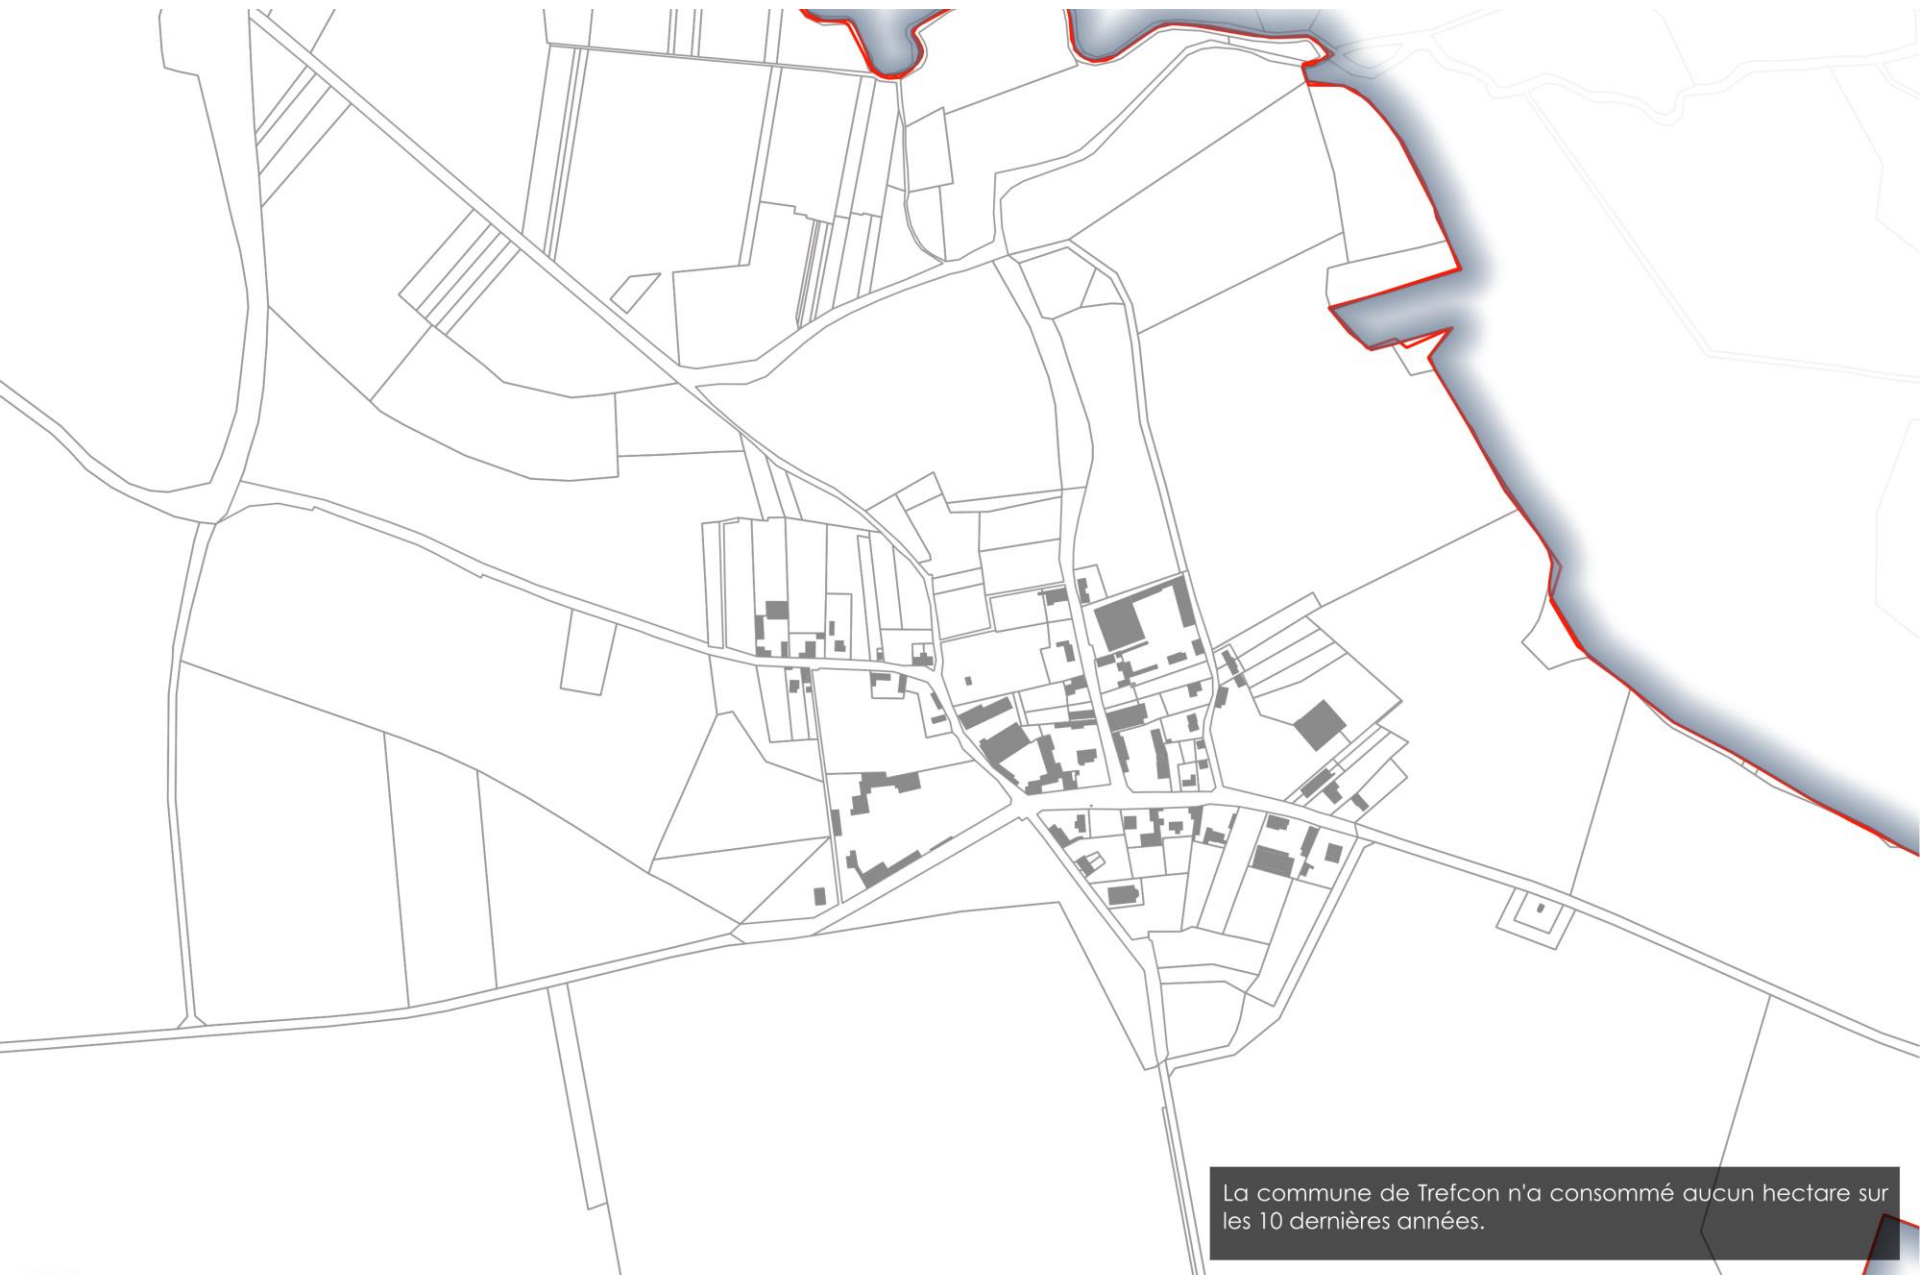 La commune de Trefcon n'a consommé aucun hectare sur
les 10 dernières années.